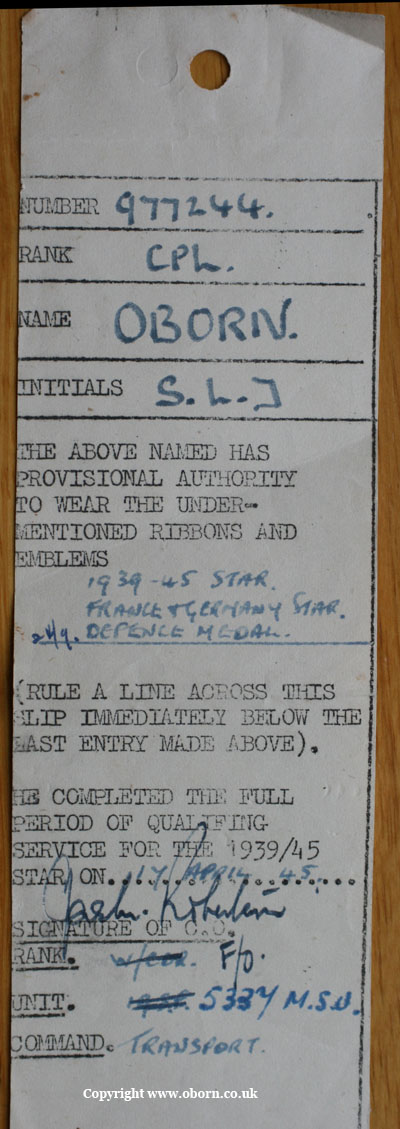 NUMBER 977244.
RANK CPL.
NAME OBORN.
INITIALS S.L.J
THE ABOVE NAMED HAS
PROVISIONAL AUTHORITY
TO WEAR THE UNDER-
MENTIONED RIBBONS AND
EMBLEMS
1939-45 STAR.
FRANCE & GERMANY STAR.
DEFENCE MEDAL.
(RULE A LINE ACROSS THIS
SLIP IMMEDIATELY BELOW THE
LAST ENTRY MADE ABOVE).
HE COMPLETED THE FULL
PERIOD OF QUALIFING
SERVICE FOR THE 1939/45
STAR ON...17 APRIL 45...
SIGNATURE OF C.O.
RANK. F/O.
UNIT. 5337 M.S.U.
COMMAND. TRANSPORT.
Copyright www.oborn.co.uk